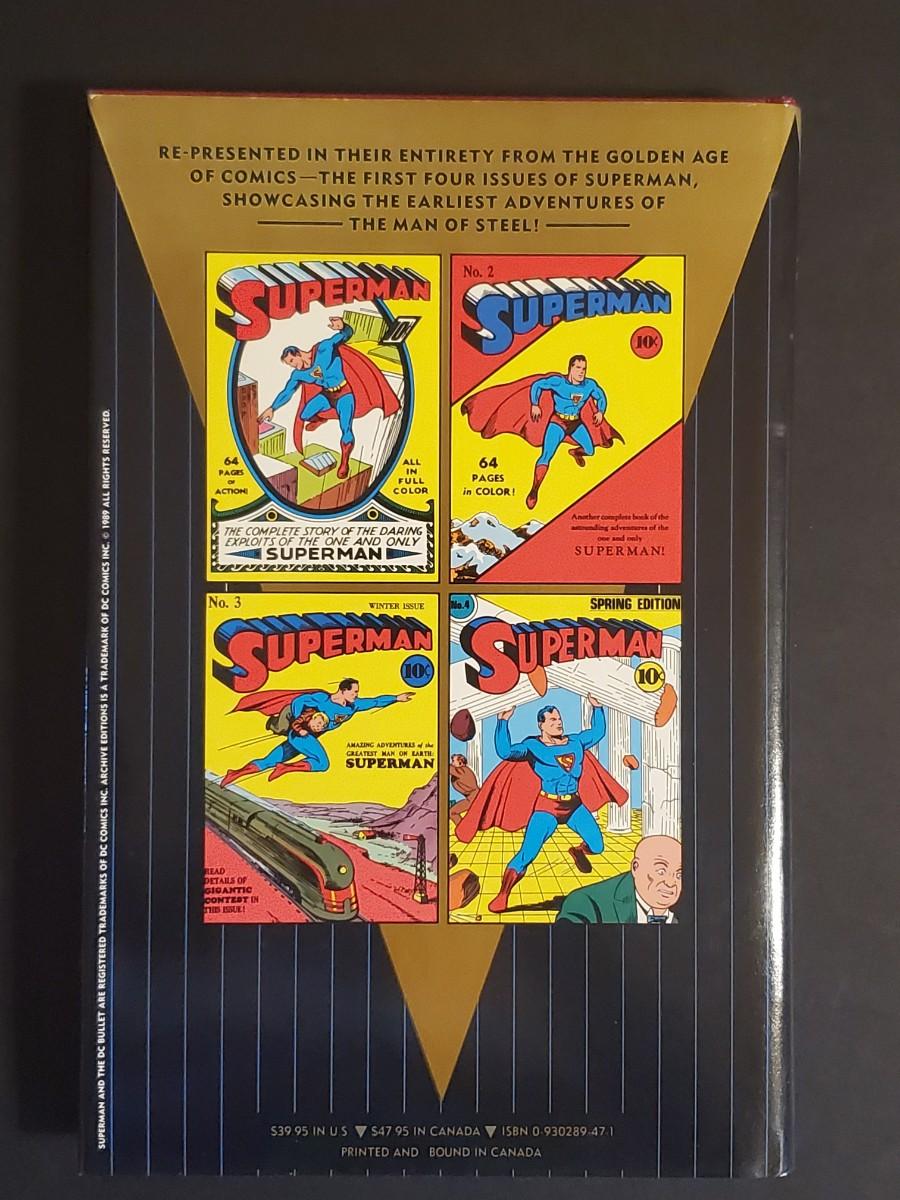 RE-PRESENTED IN THEIR ENTIRETY FROM THE GOLDEN AGE
OF COMICS—THE FIRST FOUR ISSUES OF SUPERMAN,
SHOWCASING THE EARLIEST ADVENTURES OF
THE MAN OF STEEL!
SUPERMAN
64
PAGES
OF
ACTION!
ALL
IN
FULL
COLOR
THE COMPLETE STORY OF THE DARING
EXPLOITS OF THE ONE AND ONLY
SUPERMAN
No. 2
SUPERMAN
10¢
64
PAGES
in COLOR!
Another complete book of the
astounding adventures of the
one and only
SUPERMAN!
No. 3
WINTER ISSUE
SUPERMAN
10¢
AMAZING ADVENTURES of the
GREATEST MAN ON EARTH:
SUPERMAN
READ
DETAILS OF
GIGANTIC
CONTEST IN
THIS ISSUE!
No.4
SPRING EDITION
SUPERMAN
10¢
SUPERMAN AND THE DC BULLET ARE REGISTERED TRADEMARKS OF DC COMICS INC. ARCHIVE EDITIONS IS A TRADEMARK OF DC COMICS INC. © 1989 ALL RIGHTS RESERVED.
$39.95 IN U S ▼ $47.95 IN CANADA ▼ ISBN 0-930289-47-1
PRINTED AND BOUND IN CANADA